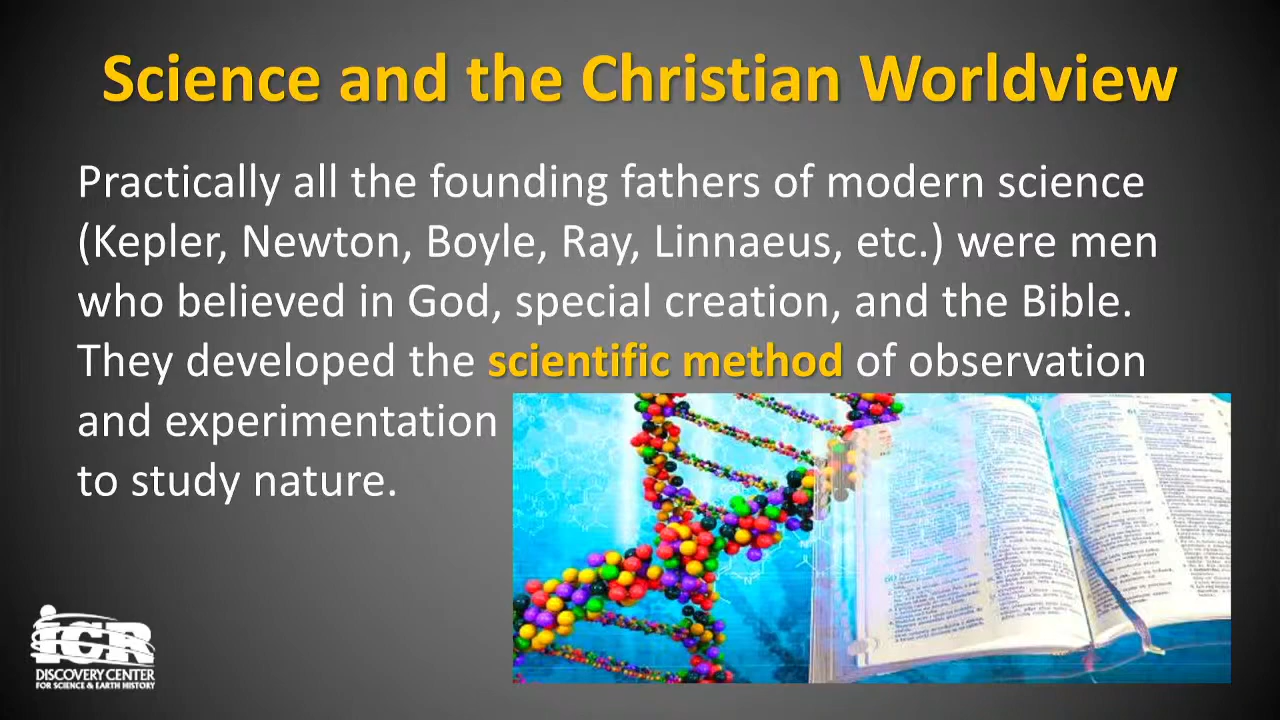 Science and the Christian Worldview
Practically all the founding fathers of modern science
(Kepler, Newton, Boyle, Ray, Linnaeus, etc.) were men
who believed in God, special creation, and the Bible.
They developed the scientific method of observation
and experimentation
to study nature.
ICR
DISCOVERY CENTER
FOR SCIENCE & EARTH HISTORY